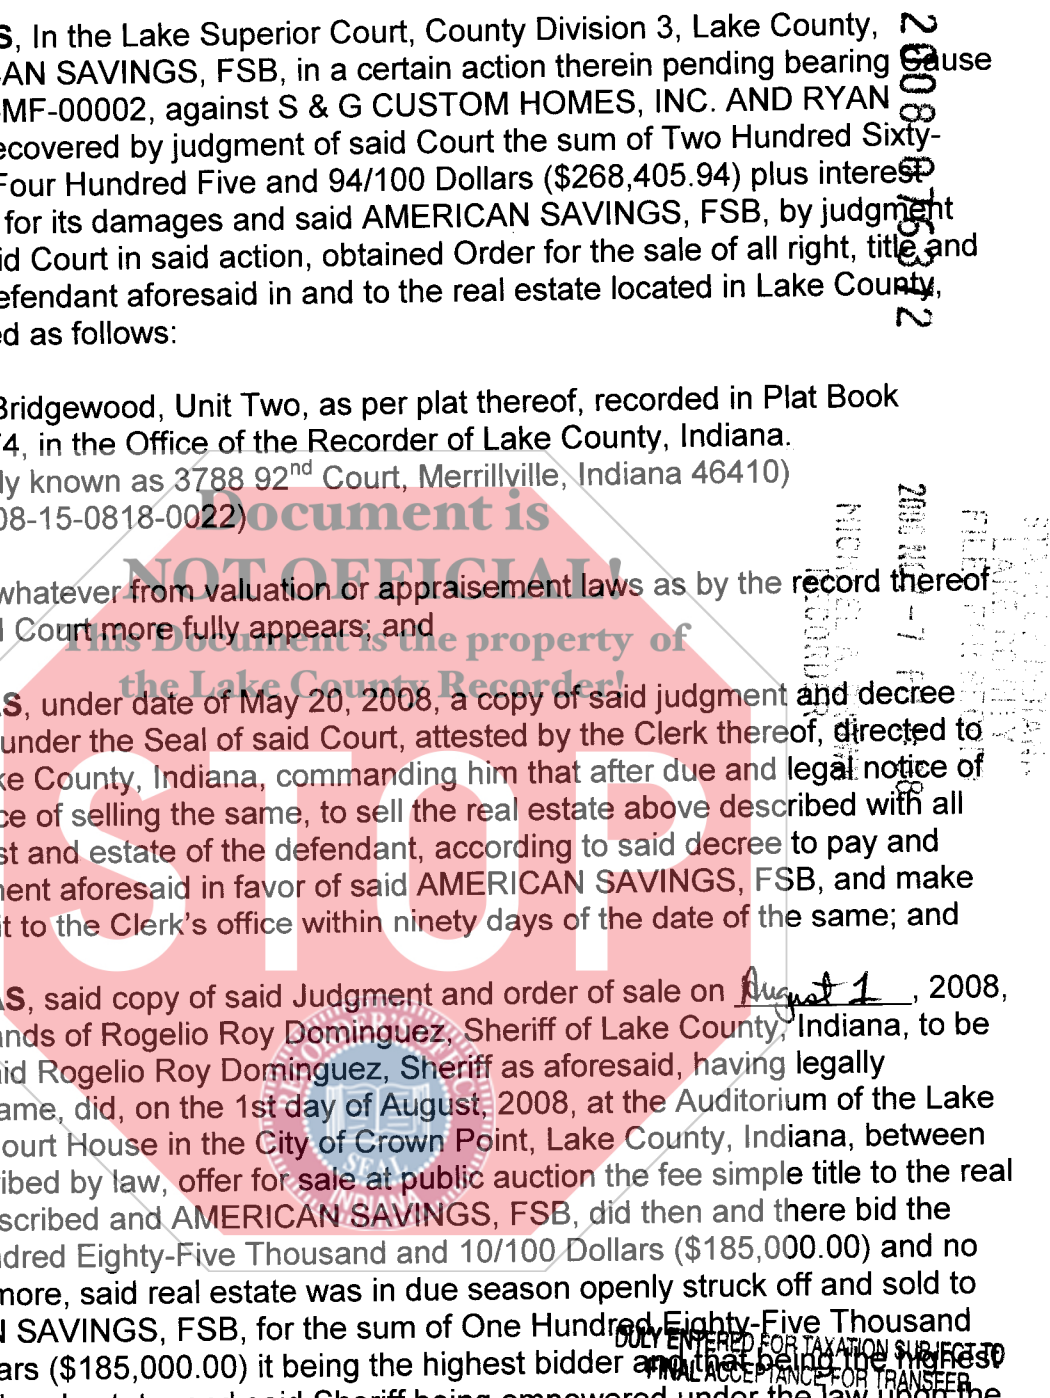 S, In the Lake Superior Court, County Division 3, Lake County,
AN SAVINGS, FSB, in a certain action therein pending bearing Cause
MF-00002, against S & G CUSTOM HOMES, INC. AND RYAN
ecovered by judgment of said Court the sum of Two Hundred Sixty-
Four Hundred Five and 94/100 Dollars ($268,405.94) plus interest
for its damages and said AMERICAN SAVINGS, FSB, by judgment
id Court in said action, obtained Order for the sale of all right, title and
efendant aforesaid in and to the real estate located in Lake County,
ed as follows:
Bridgewood, Unit Two, as per plat thereof, recorded in Plat Book
74, in the Office of the Recorder of Lake County, Indiana.
ly known as 3788 92nd Court, Merrillville, Indiana 46410)
08-15-0818-0022)
Document is
NOT OFFICIAL!
whatever from valuation or appraisement laws as by the record thereof
l Court more fully appears; and
This Document is the property of
the Lake County Recorder!
AS, under date of May 20, 2008, a copy of said judgment and decree
under the Seal of said Court, attested by the Clerk thereof, directed to
ke County, Indiana, commanding him that after due and legal notice of
ce of selling the same, to sell the real estate above described with all
st and estate of the defendant, according to said decree to pay and
nent aforesaid in favor of said AMERICAN SAVINGS, FSB, and make
it to the Clerk's office within ninety days of the date of the same; and
STOP
AS, said copy of said Judgment and order of sale on August 1, 2008,
ands of Rogelio Roy Dominguez, Sheriff of Lake County, Indiana, to be
aid Rogelio Roy Dominguez, Sheriff as aforesaid, having legally
ame, did, on the 1st day of August, 2008, at the Auditorium of the Lake
ourt House in the City of Crown Point, Lake County, Indiana, between
ibed by law, offer for sale at public auction the fee simple title to the real
scribed and AMERICAN SAVINGS, FSB, did then and there bid the
ndred Eighty-Five Thousand and 10/100 Dollars ($185,000.00) and no
more, said real estate was in due season openly struck off and sold to
N SAVINGS, FSB, for the sum of One Hundred Eighty-Five Thousand
ars ($185,000.00) it being the highest bidder and that being the highest
SEAL
INDIANA
DULY ENTERED FOR TAXATION SUBJECT TO
FINAL ACCEPTANCE FOR TRANSFER